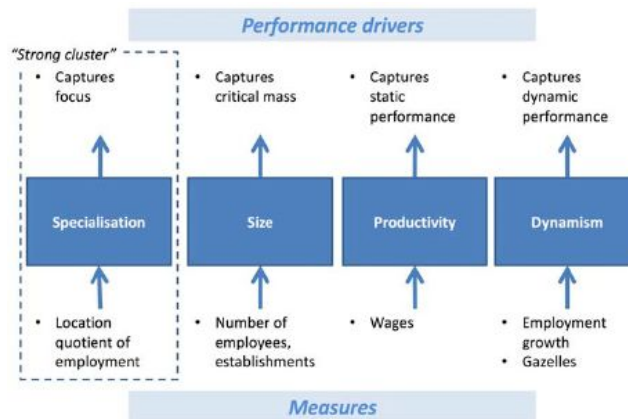 Performance drivers
"Strong cluster"
• Captures
focus
• Captures
critical mass
• Captures
static
performance
• Captures
dynamic
performance
Specialisation
Size
Productivity
Dynamism
• Location
quotient of
employment
• Number of
employees,
establishments
• Wages
• Employment
growth
• Gazelles
Measures